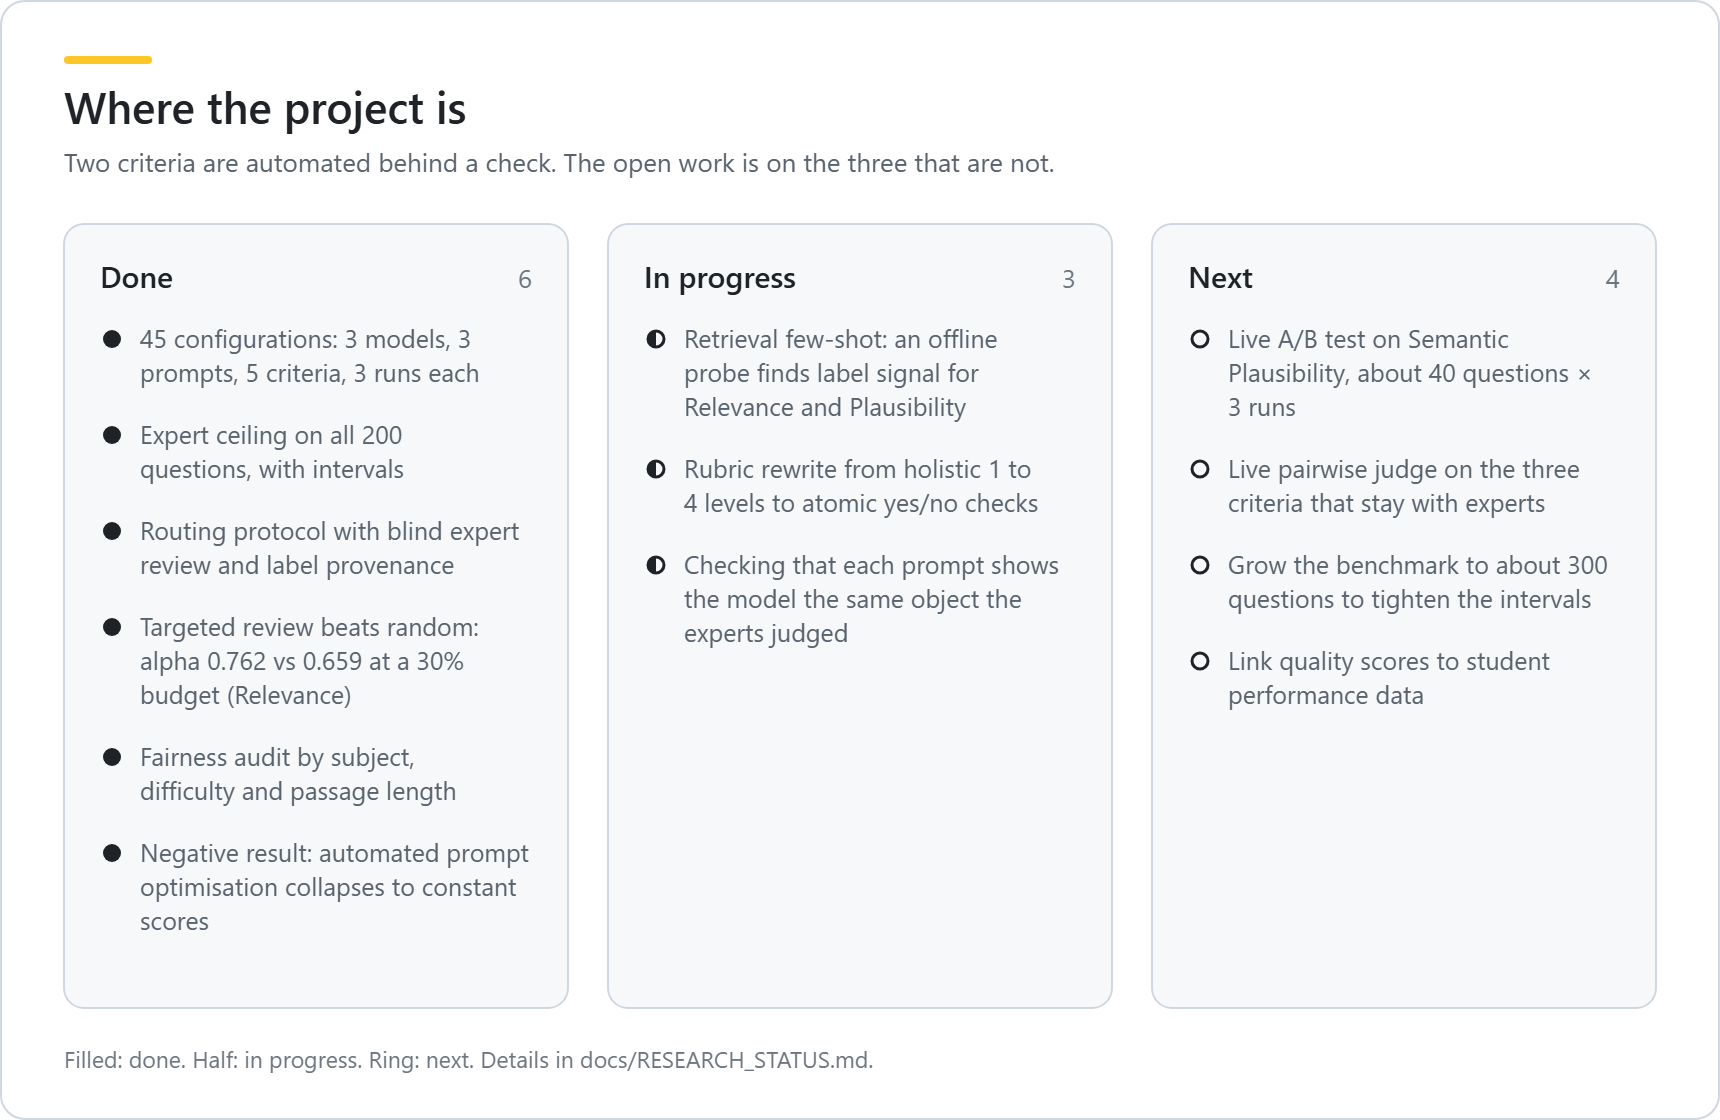 Where the project is
Two criteria are automated behind a check. The open work is on the three that are not.
Done
6
45 configurations: 3 models, 3
prompts, 5 criteria, 3 runs each
Expert ceiling on all 200
questions, with intervals
Routing protocol with blind expert
review and label provenance
Targeted review beats random:
alpha 0.762 vs 0.659 at a 30%
budget (Relevance)
Fairness audit by subject,
difficulty and passage length
Negative result: automated prompt
optimisation collapses to constant
scores
In progress
3
Retrieval few-shot: an offline
probe finds label signal for
Relevance and Plausibility
Rubric rewrite from holistic 1 to
4 levels to atomic yes/no checks
Checking that each prompt shows
the model the same object the
experts judged
Next
4
Live A/B test on Semantic
Plausibility, about 40 questions ×
3 runs
Live pairwise judge on the three
criteria that stay with experts
Grow the benchmark to about 300
questions to tighten the intervals
Link quality scores to student
performance data
Filled: done. Half: in progress. Ring: next. Details in docs/RESEARCH_STATUS.md.